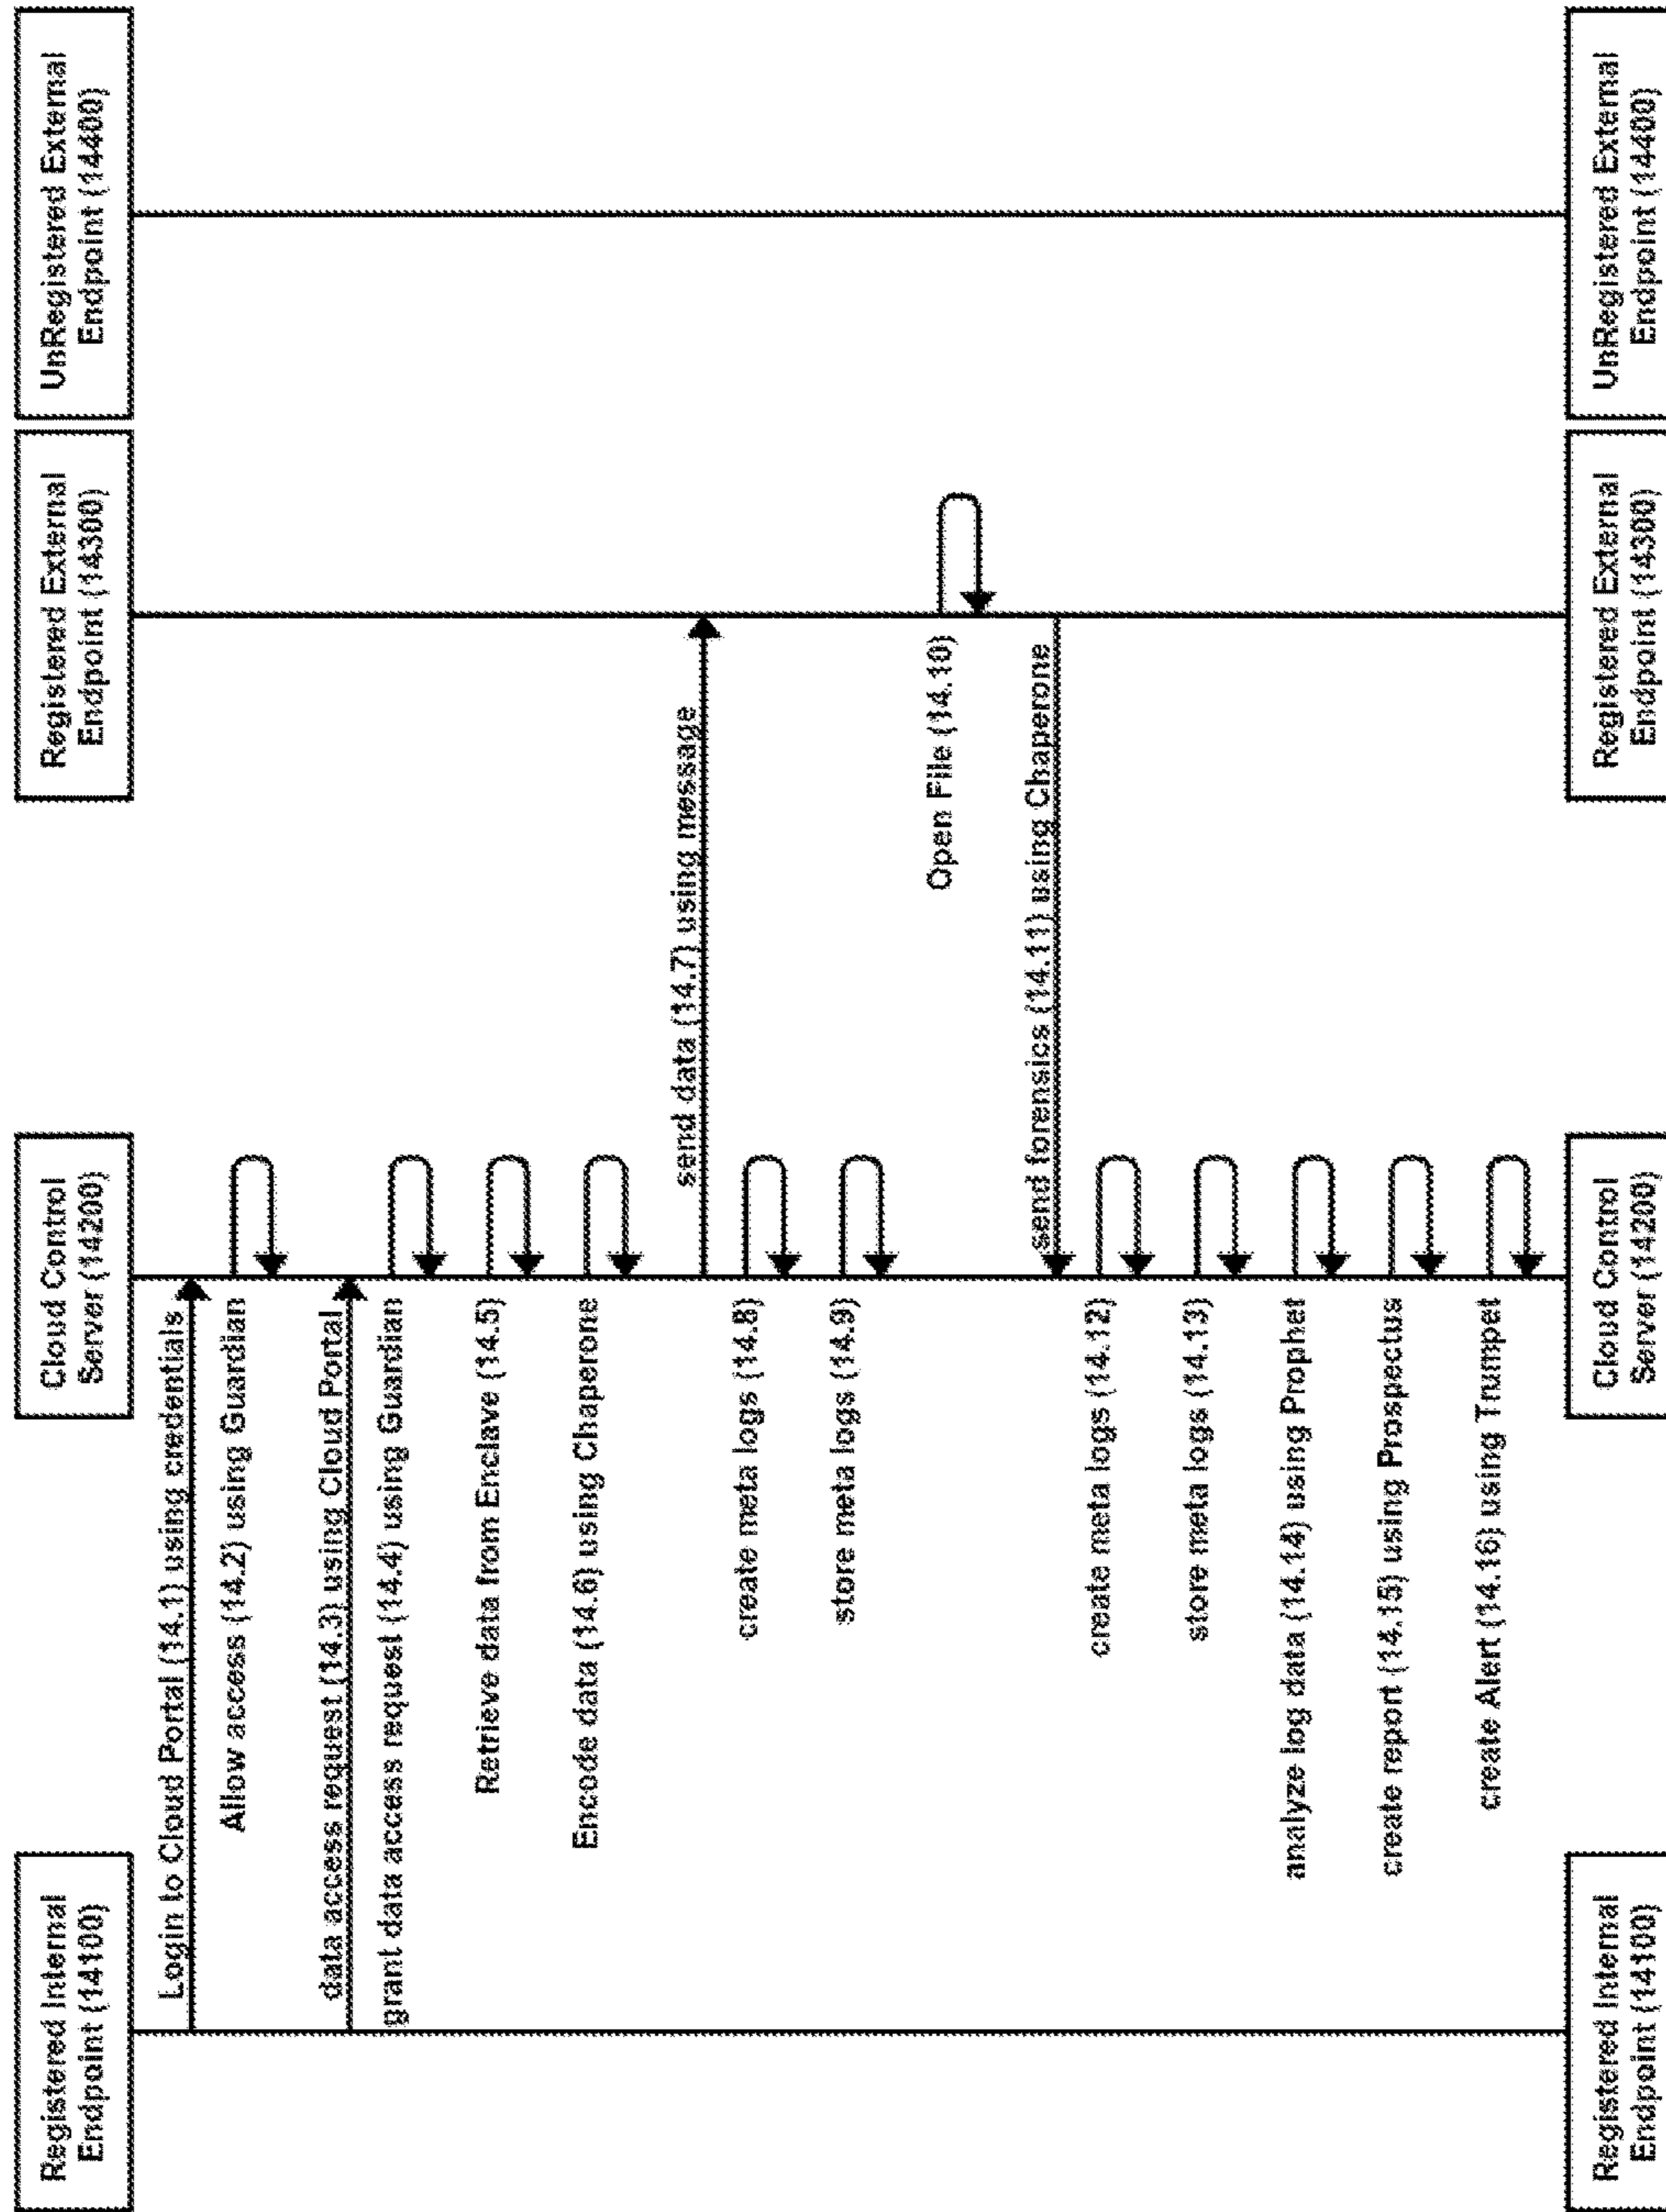 Registered Internal
Endpoint (14100)
Cloud Control
Server (14200)
Registered External
Endpoint (14300)
UnRegistered External
Endpoint (14400)
Login to Cloud Portal (14.1) using credentials
Allow access (14.2) using Guardian
data access request (14.3) using Cloud Portal
grant data access request (14.4) using Guardian
Retrieve data from Enclave (14.5)
Encode data (14.6) using Chaperone
send data (14.7) using message
create meta logs (14.8)
store meta logs (14.9)
Open File (14.10)
send forensics (14.11) using Chaperone
create meta logs (14.12)
store meta logs (14.13)
analyze log data (14.14) using Prophet
create report (14.15) using Prospectus
create Alert (14.16) using Trumpet
Registered Internal
Endpoint (14100)
Cloud Control
Server (14200)
Registered External
Endpoint (14300)
UnRegistered External
Endpoint (14400)